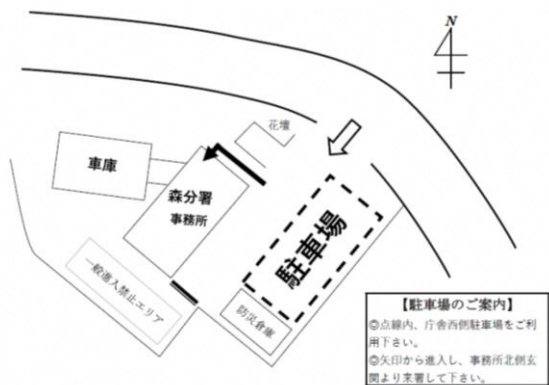 N
花壇
車庫
森分署
事務所
駐車場
一般進入禁止エリア
防災倉庫
【駐車場のご案内】
◎点線内、庁舎西側駐車場をご利
用下さい。
◎矢印から進入し、事務所北側玄
関より来署して下さい。